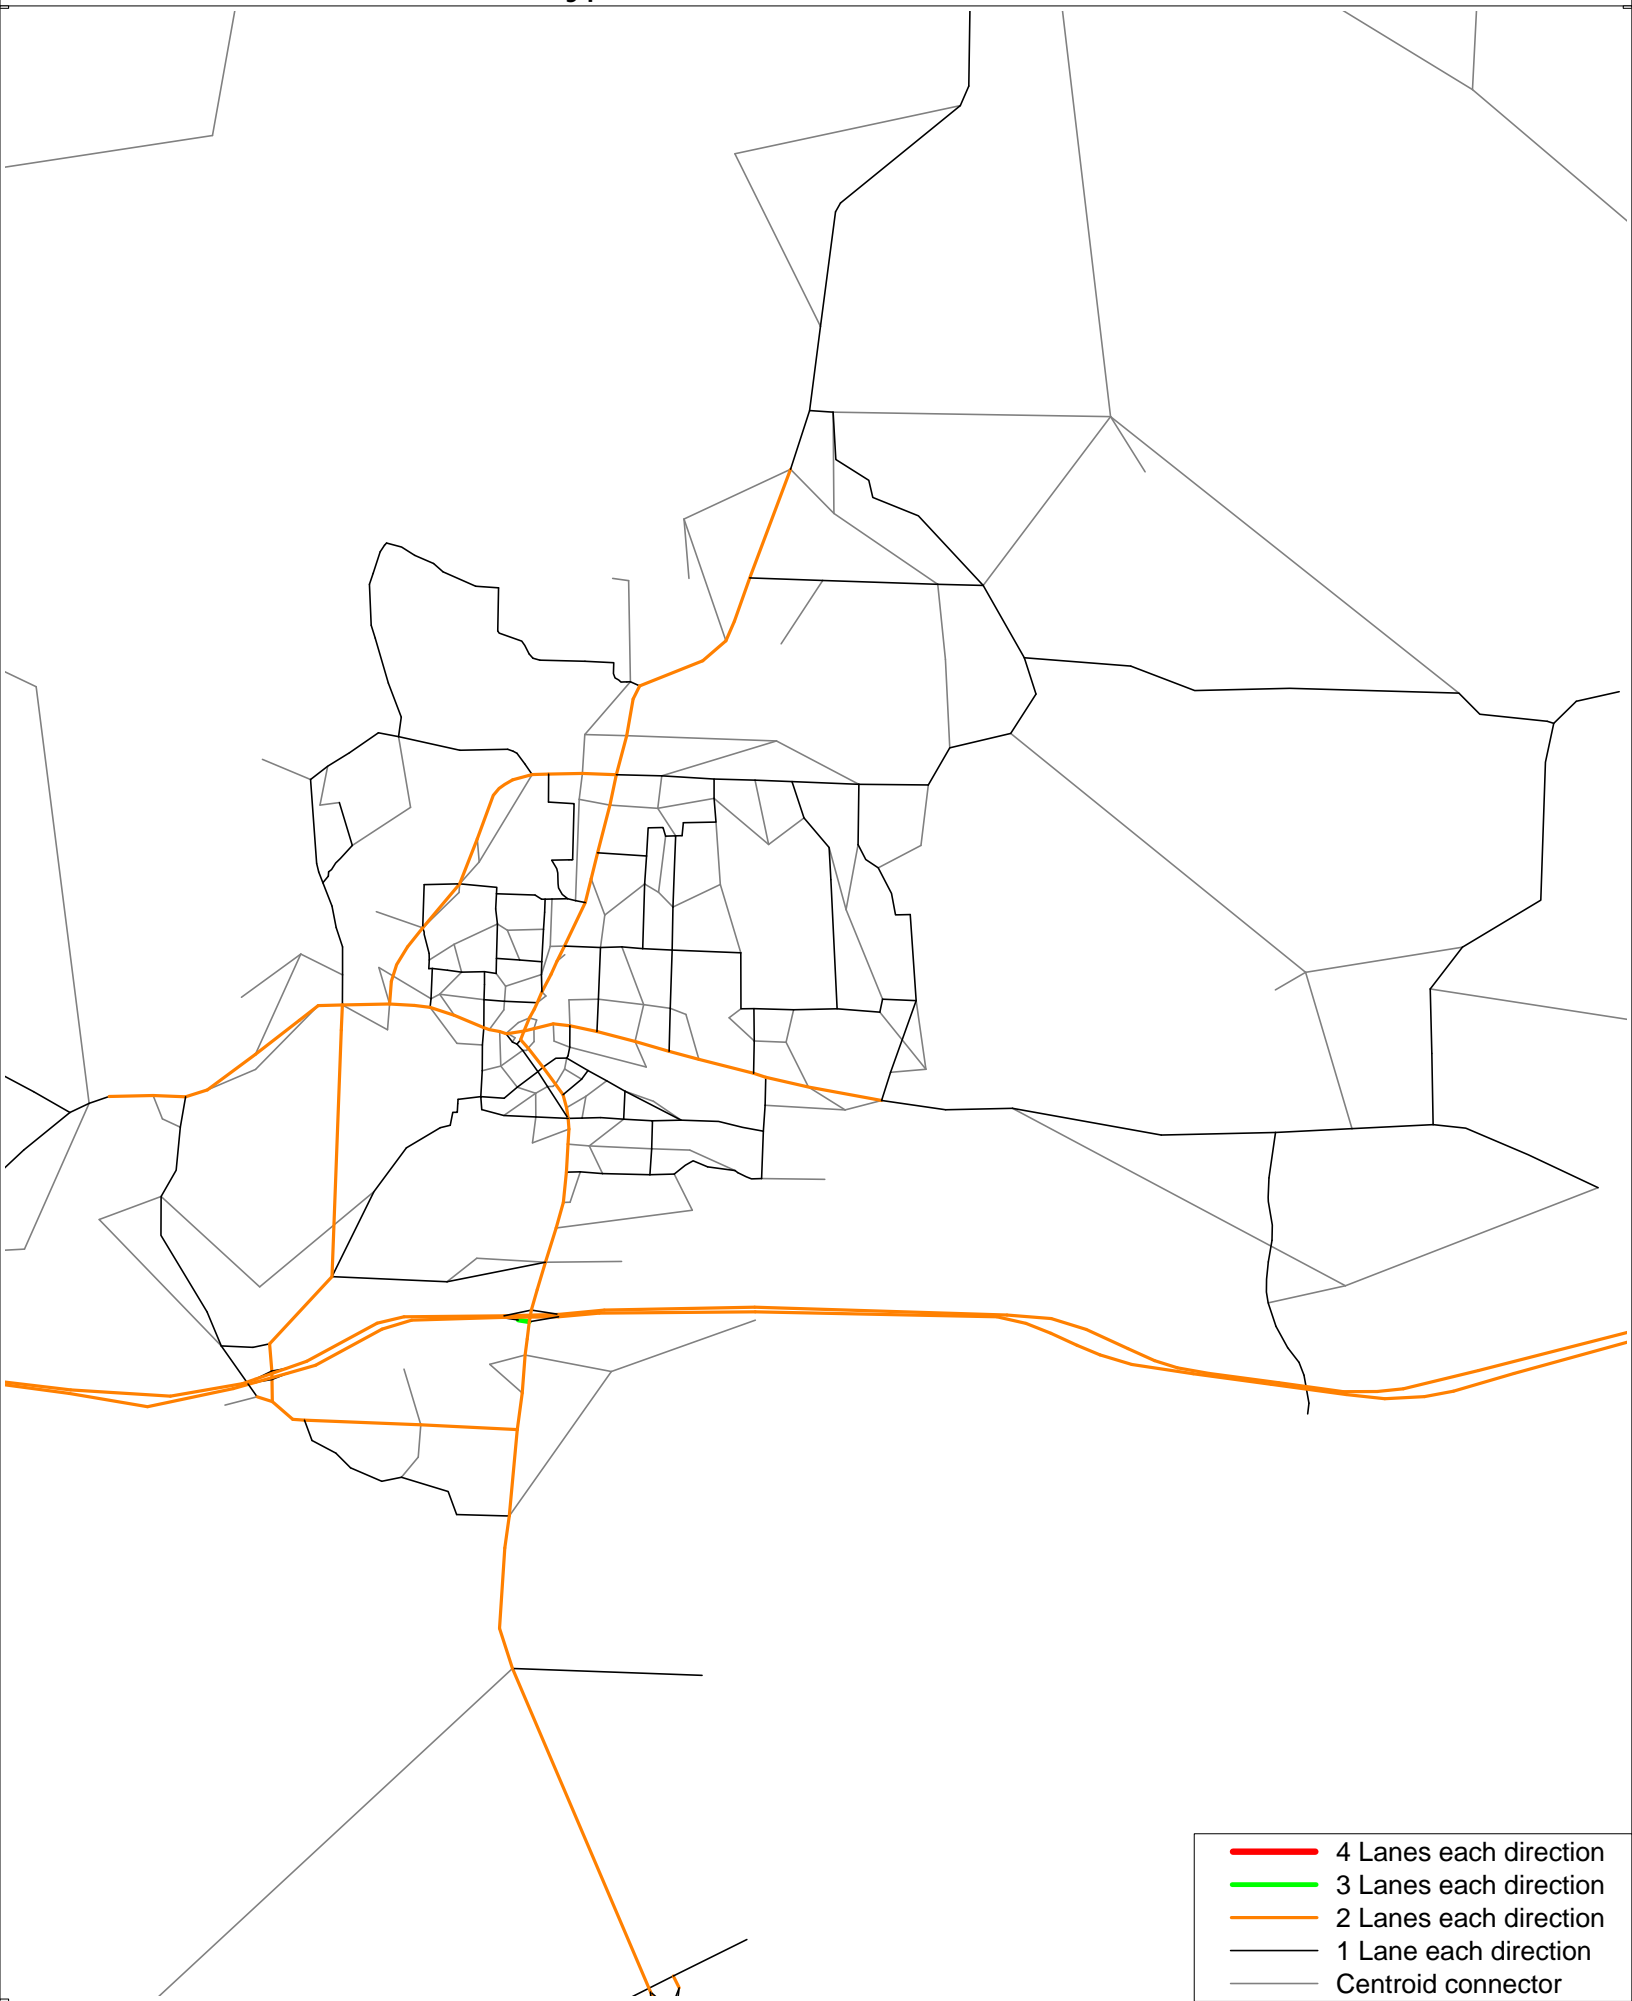 4 Lanes each direction
3 Lanes each direction
2 Lanes each direction
1 Lane each direction
Centroid connector